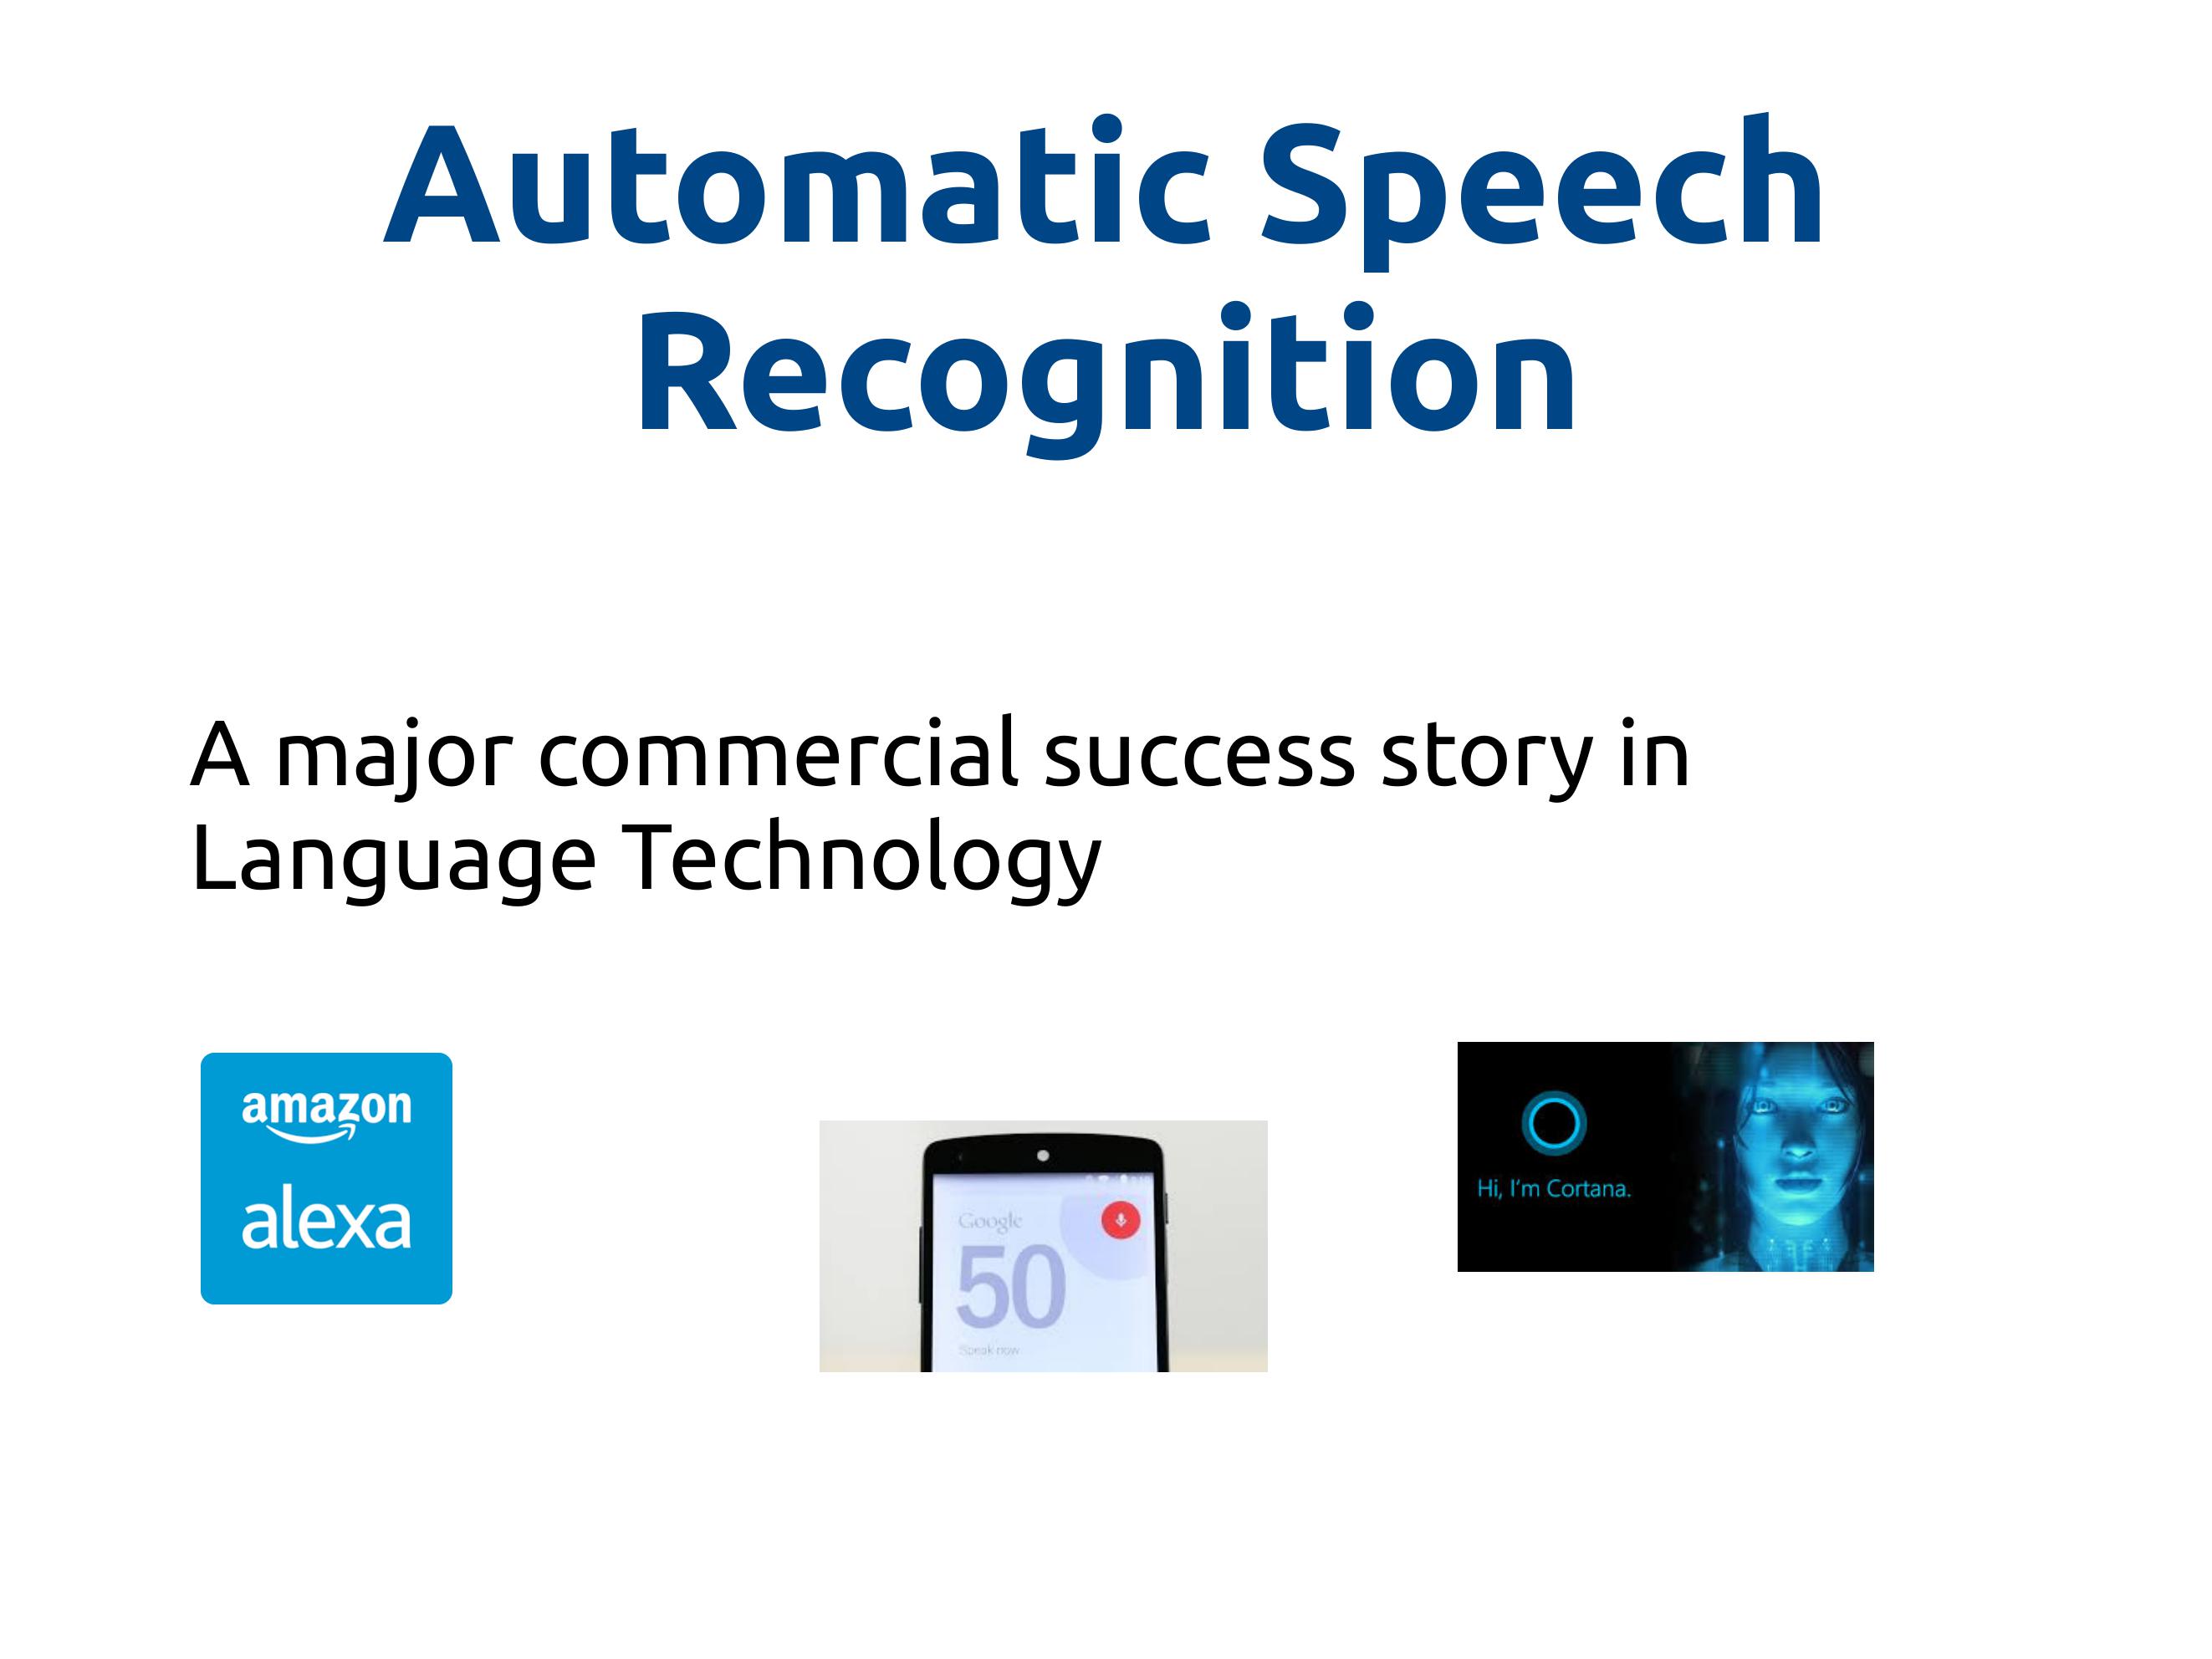 Automatic Speech
Recognition
A major commercial success story in
Language Technology
amazon
alexa
Google
50
Speak now
Hi, I'm Cortana.